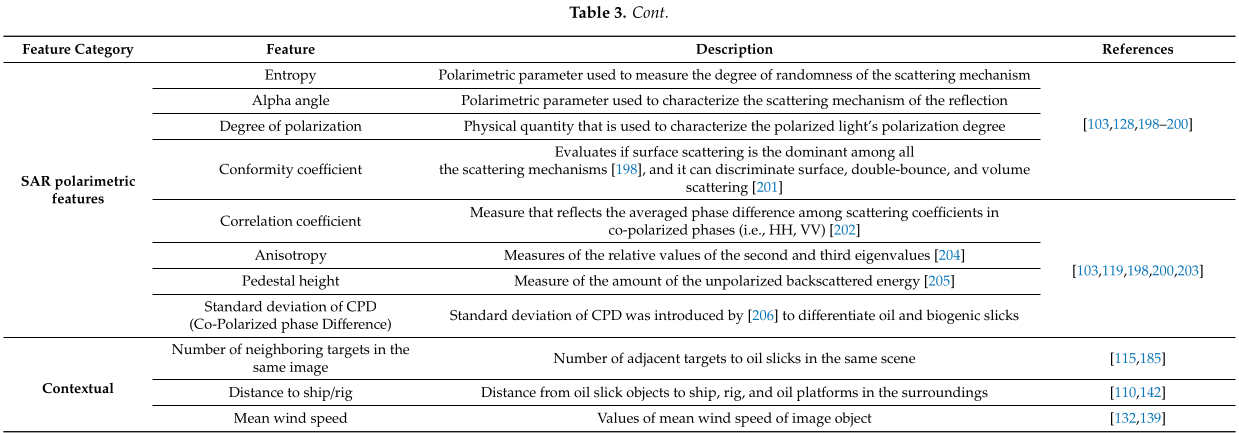 Table 3. Cont.
Feature Category Feature Description References
SAR polarimetric
features
Entropy Polarimetric parameter used to measure the degree of randomness of the scattering mechanism
Alpha angle Polarimetric parameter used to characterize the scattering mechanism of the reflection
Degree of polarization Physical quantity that is used to characterize the polarized light's polarization degree
Conformity coefficient
Evaluates if surface scattering is the dominant among all
the scattering mechanisms [198], and it can discriminate surface, double-bounce, and volume
scattering [201]
[103,128,198–200]
Correlation coefficient
Measure that reflects the averaged phase difference among scattering coefficients in
co-polarized phases (i.e., HH, VV) [202]
Anisotropy Measures of the relative values of the second and third eigenvalues [204]
Pedestal height Measure of the amount of the unpolarized backscattered energy [205]
Standard deviation of CPD
(Co-Polarized phase Difference)
Standard deviation of CPD was introduced by [206] to differentiate oil and biogenic slicks
[103,119,198,200,203]
Contextual
Number of neighboring targets in the
same image
Number of adjacent targets to oil slicks in the same scene [115,185]
Distance to ship/rig Distance from oil slick objects to ship, rig, and oil platforms in the surroundings [110,142]
Mean wind speed Values of mean wind speed of image object [132,139]